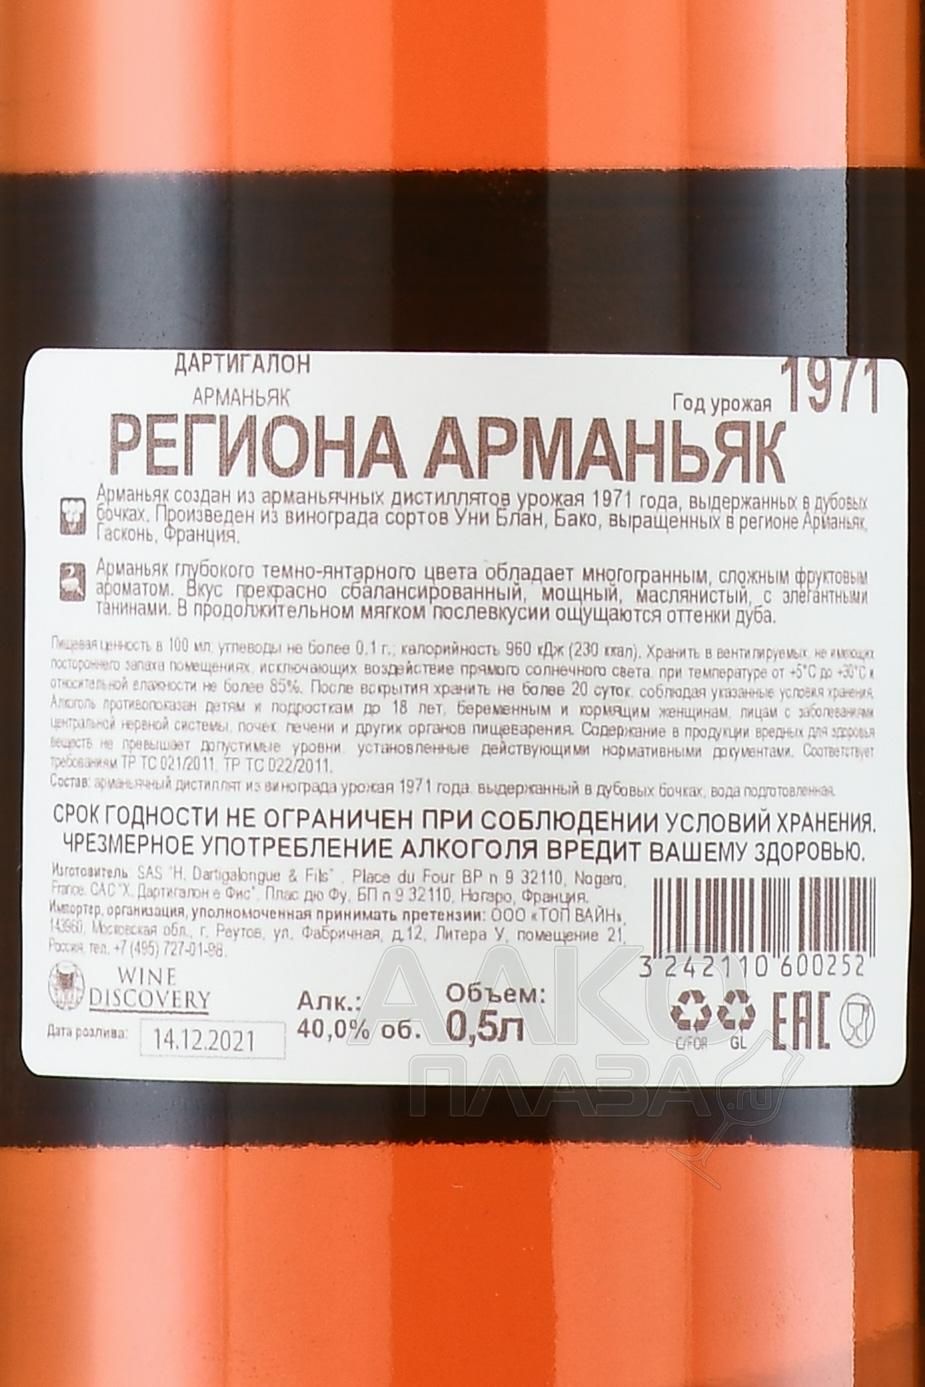 ДАРТИГАЛОН
АРМАНЬЯК
Год урожая 1971
РЕГИОНА АРМАНЬЯК
Арманьяк создан из арманьячных дистиллятов урожая 1971 года, выдержанных в дубовых
бочках. Произведен из винограда сортов Уни Блан, Бако, выращенных в регионе Арманьяк,
Гасконь, Франция.
Арманьяк глубокого темно-янтарного цвета обладает многогранным, сложным фруктовым
ароматом. Вкус прекрасно сбалансированный, мощный, маслянистый, с элегантными
танинами. В продолжительном мягком послевкусии ощущаются оттенки дуба.
Пищевая ценность в 100 мл: углеводы не более 0,1 г.; калорийность 960 кДж (230 ккал). Хранить в вентилируемых, не имеющих
постороннего запаха помещениях, исключающих воздействие прямого солнечного света, при температуре от +5°С до +30°С и
относительной влажности не более 85%. После вскрытия хранить не более 20 суток, соблюдая указанные условия хранения.
Алкоголь противопоказан детям и подросткам до 18 лет, беременным и кормящим женщинам, лицам с заболеваниями
центральной нервной системы, почек, печени и других органов пищеварения. Содержание в продукции вредных для здоровья
веществ не превышает допустимые уровни, установленные действующими нормативными документами. Соответствует
требованиям ТР ТС 021/2011, ТР ТС 022/2011.
Состав: арманьячный дистиллят из винограда урожая 1971 года, выдержанный в дубовых бочках, вода подготовленная.
СРОК ГОДНОСТИ НЕ ОГРАНИЧЕН ПРИ СОБЛЮДЕНИИ УСЛОВИЙ ХРАНЕНИЯ.
ЧРЕЗМЕРНОЕ УПОТРЕБЛЕНИЕ АЛКОГОЛЯ ВРЕДИТ ВАШЕМУ ЗДОРОВЬЮ.
Изготовитель: SAS "H. Dartigalongue & Fils", Place du Four BP n 9 32110, Nogaro,
France. САС "Х. Дартигалон е Фис", Плас дю Фу, БП n 9 32110, Ногаро, Франция.
Импортер, организация, уполномоченная принимать претензии: ООО «ТОП ВАЙН»,
143960, Московская обл., г. Реутов, ул. Фабричная, д.12, Литера У, помещение 21,
Россия, тел. +7 (495) 727-01-98.
3 242110 600252
WINE
DISCOVERY
Алк.:
40,0% об.
Объем:
0,5л
C/FOR
GL
EAC
Дата розлива: 14.12.2021
АЛКО
ПЛАЗА.ru